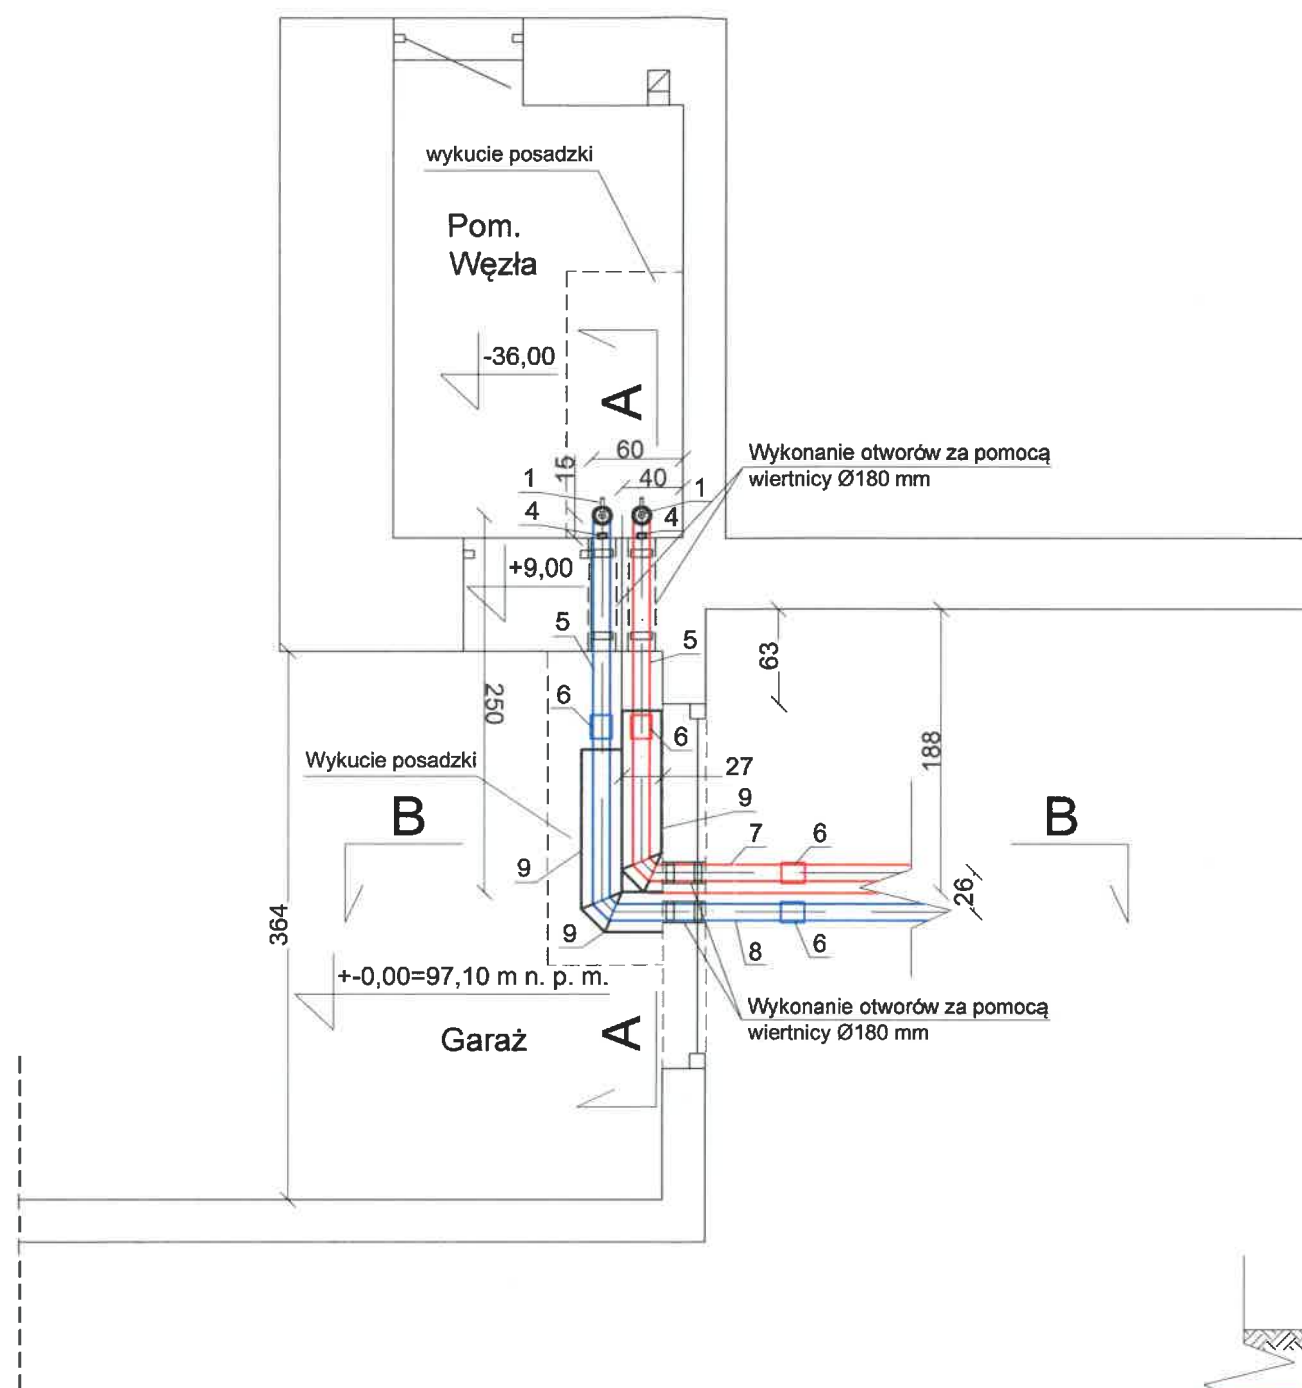 wykucie posadzki
Pom.
Węzła
-36,00
A
60
15
40
Wykonanie otworów za pomocą
wiertnicy Ø180 mm
1
1
4
4
+9,00
5
5
63
6
6
250
188
Wykucie posadzki
27
9
B
B
7
6
9
26
364
9
8
6
+-0,00=97,10 m n. p. m.
Wykonanie otworów za pomocą
wiertnicy Ø180 mm
Garaż
A